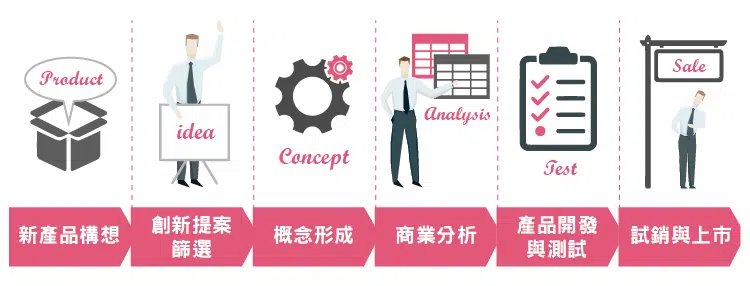 Product
idea
Concept
Analysis
Test
Sale
新產品構想
創新提案
篩選
概念形成
商業分析
產品開發
與測試
試銷與上市